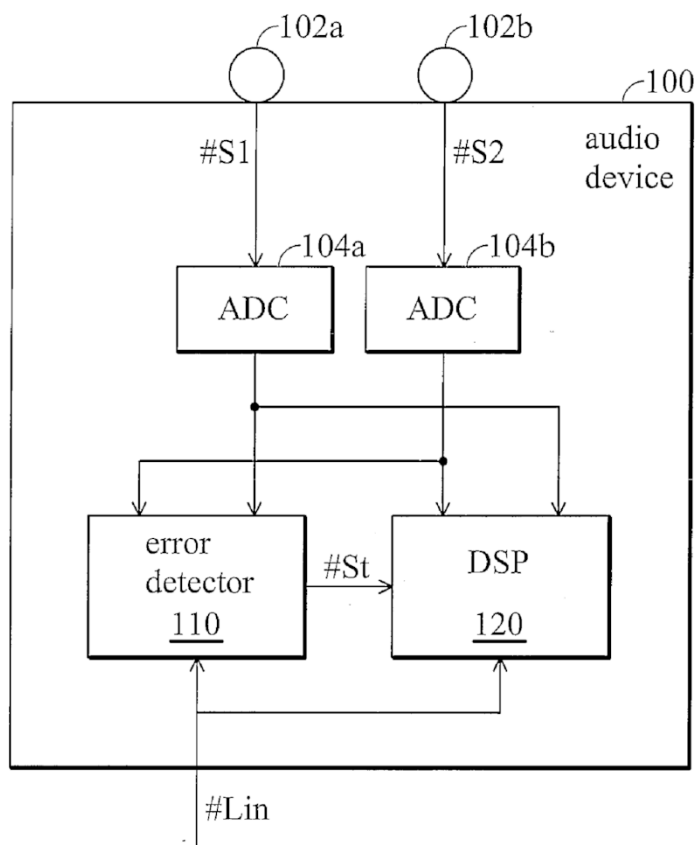 102a
102b
100
#S1
#S2
audio
device
104a
104b
ADC
ADC
error
detector
110
#St
DSP
120
#Lin